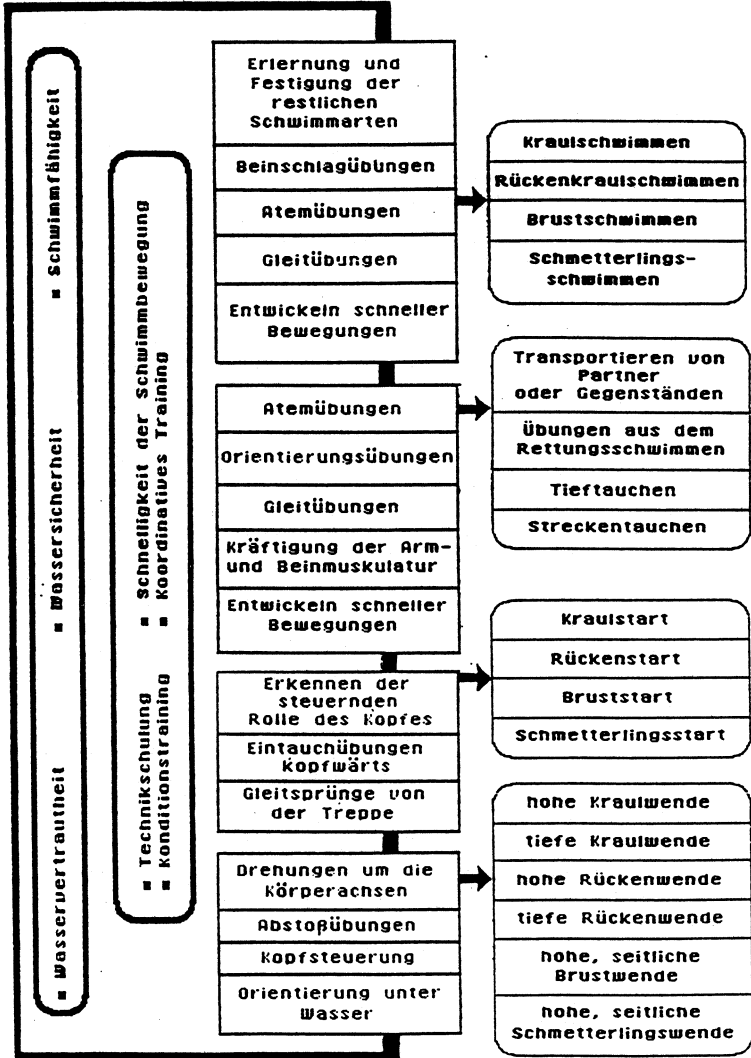 ■ Wasservertrautheit ■ Wassersicherheit ■ Schwimmfähigkeit
■ Technikschulung ■ Schnelligkeit der Schwimmbewegung
■ Konditionstraining ■ Koordinatives Training
Erlernung und
Festigung der
restlichen
Schwimmarten
Beinschlagübungen
Atemübungen
Gleitübungen
Entwickeln schneller
Bewegungen
Kraulschwimmen
Rückenkraulschwimmen
Brustschwimmen
Schmetterlings-
schwimmen
Atemübungen
Orientierungsübungen
Gleitübungen
Kräftigung der Arm-
und Beinmuskulatur
Entwickeln schneller
Bewegungen
Transportieren von
Partner
oder Gegenständen
Übungen aus dem
Rettungsschwimmen
Tieftauchen
Streckentauchen
Erkennen der
steuernden
Rolle des Kopfes
Eintauchübungen
Kopfwärts
Gleitsprünge von
der Treppe
Kraulstart
Rückenstart
Bruststart
Schmetterlingsstart
Drehungen um die
Körperachsen
Abstoβübungen
Kopfsteuerung
Orientierung unter
Wasser
hohe Kraulwende
tiefe Kraulwende
hohe Rückenwende
tiefe Rückenwende
hohe, seitliche
Brustwende
hohe, seitliche
Schmetterlingswende